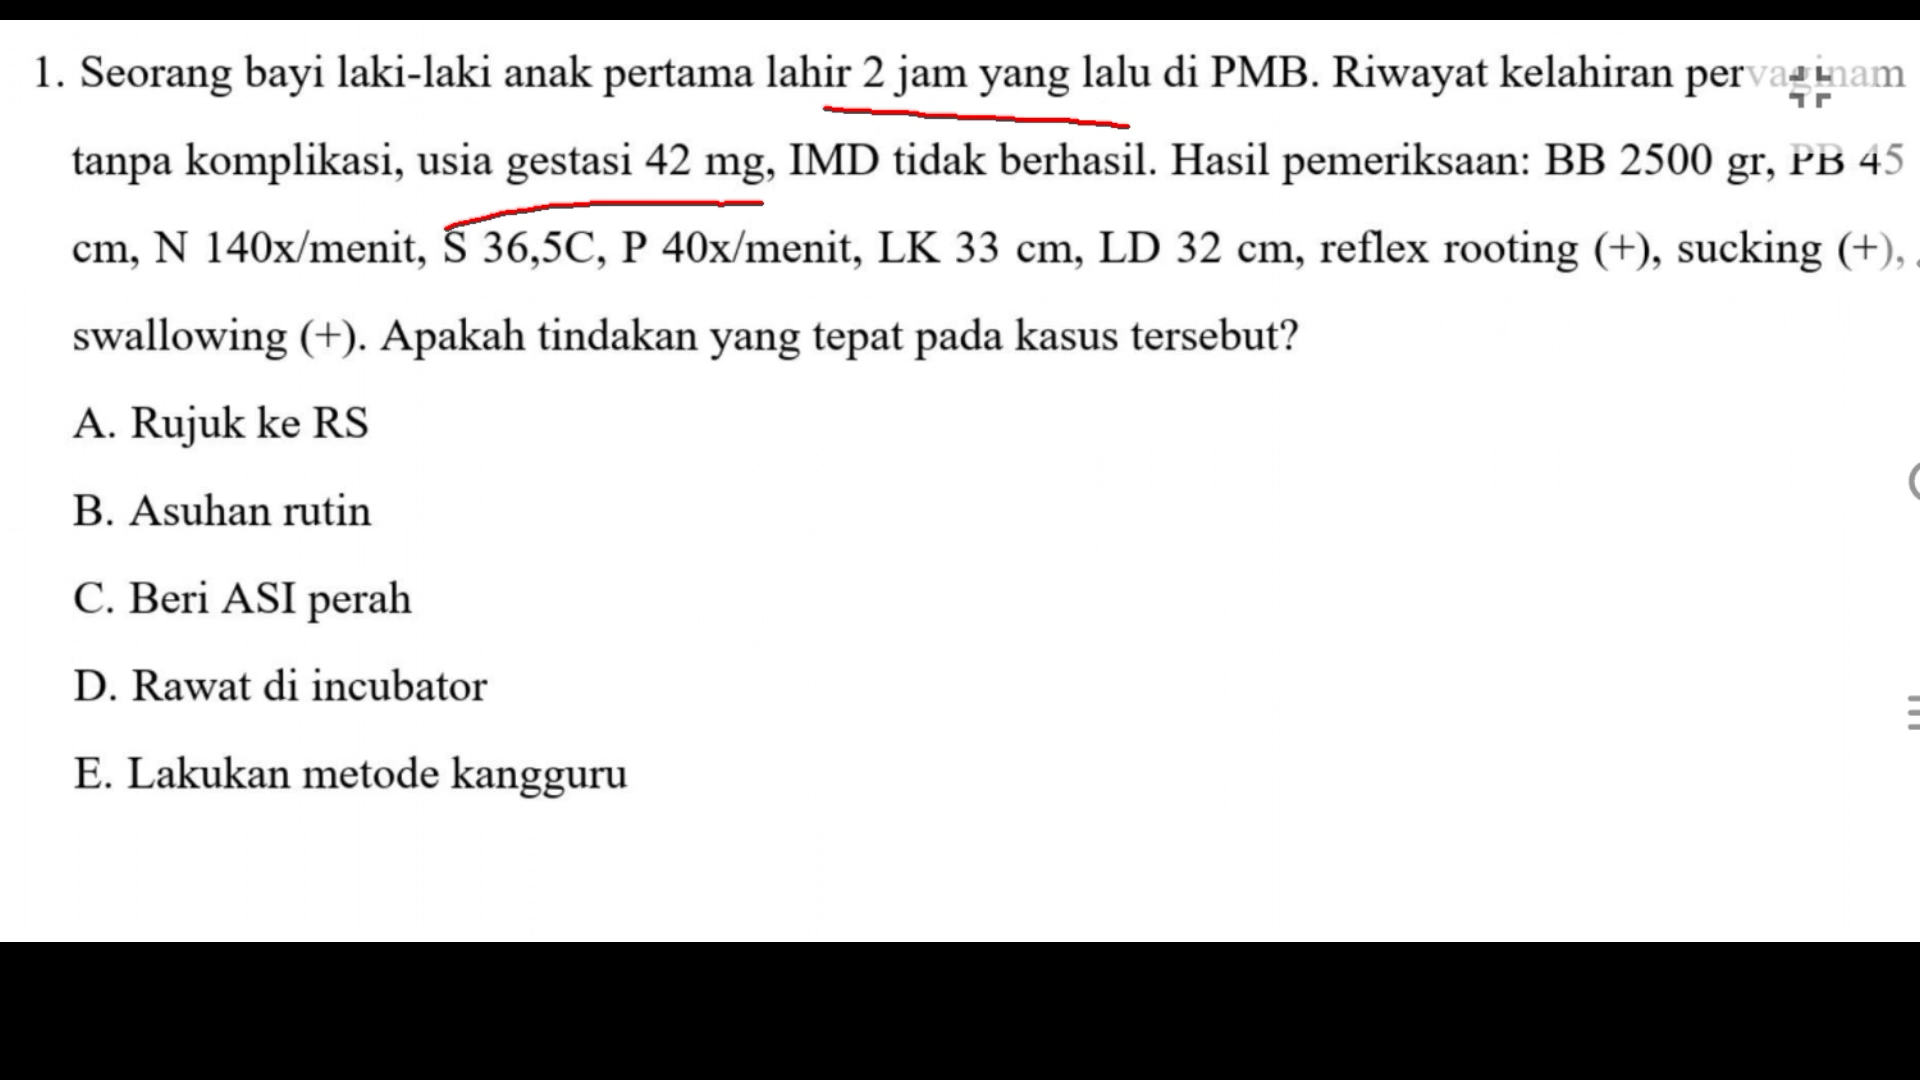 1. Seorang bayi laki-laki anak pertama lahir 2 jam yang lalu di PMB. Riwayat kelahiran pervaginam
tanpa komplikasi, usia gestasi 42 mg, IMD tidak berhasil. Hasil pemeriksaan: BB 2500 gr, PB 45
cm, N 140x/menit, S 36,5C, P 40x/menit, LK 33 cm, LD 32 cm, reflex rooting (+), sucking (+),
swallowing (+). Apakah tindakan yang tepat pada kasus tersebut?
A. Rujuk ke RS
B. Asuhan rutin
C. Beri ASI perah
D. Rawat di incubator
E. Lakukan metode kangguru